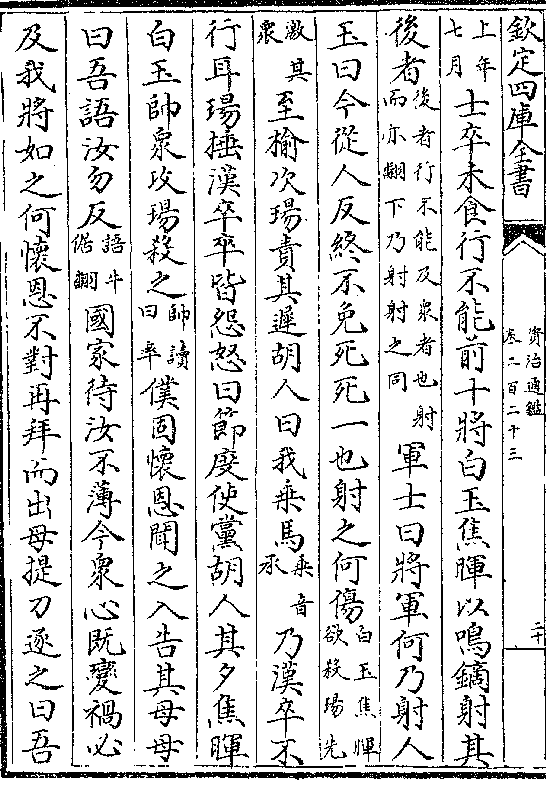 欽定四庫全書 資治通鑑 卷二百二十三 二十
上年七月士卒未食行不能前十將白玉焦暉以鳴鏑射其
後者後者行不能及衆者也射而亦翻下乃射射之同軍士曰將軍何乃射人
玉曰今從人反終不免死死一也射之何傷白玉焦暉欲殺瑒先
激其衆至榆次瑒責其遲胡人曰我乘馬乘音承乃漢卒不
行耳瑒捶漢卒卒皆怨怒曰節度使黨胡人其夕焦暉
白玉帥衆攻瑒殺之帥讀曰率僕固懷恩聞之入告其母母
曰吾語汝勿反語牛倨翻國家待汝不薄今衆心既變禍必
及我將如之何懷恩不對再拜而出母提刀逐之曰吾